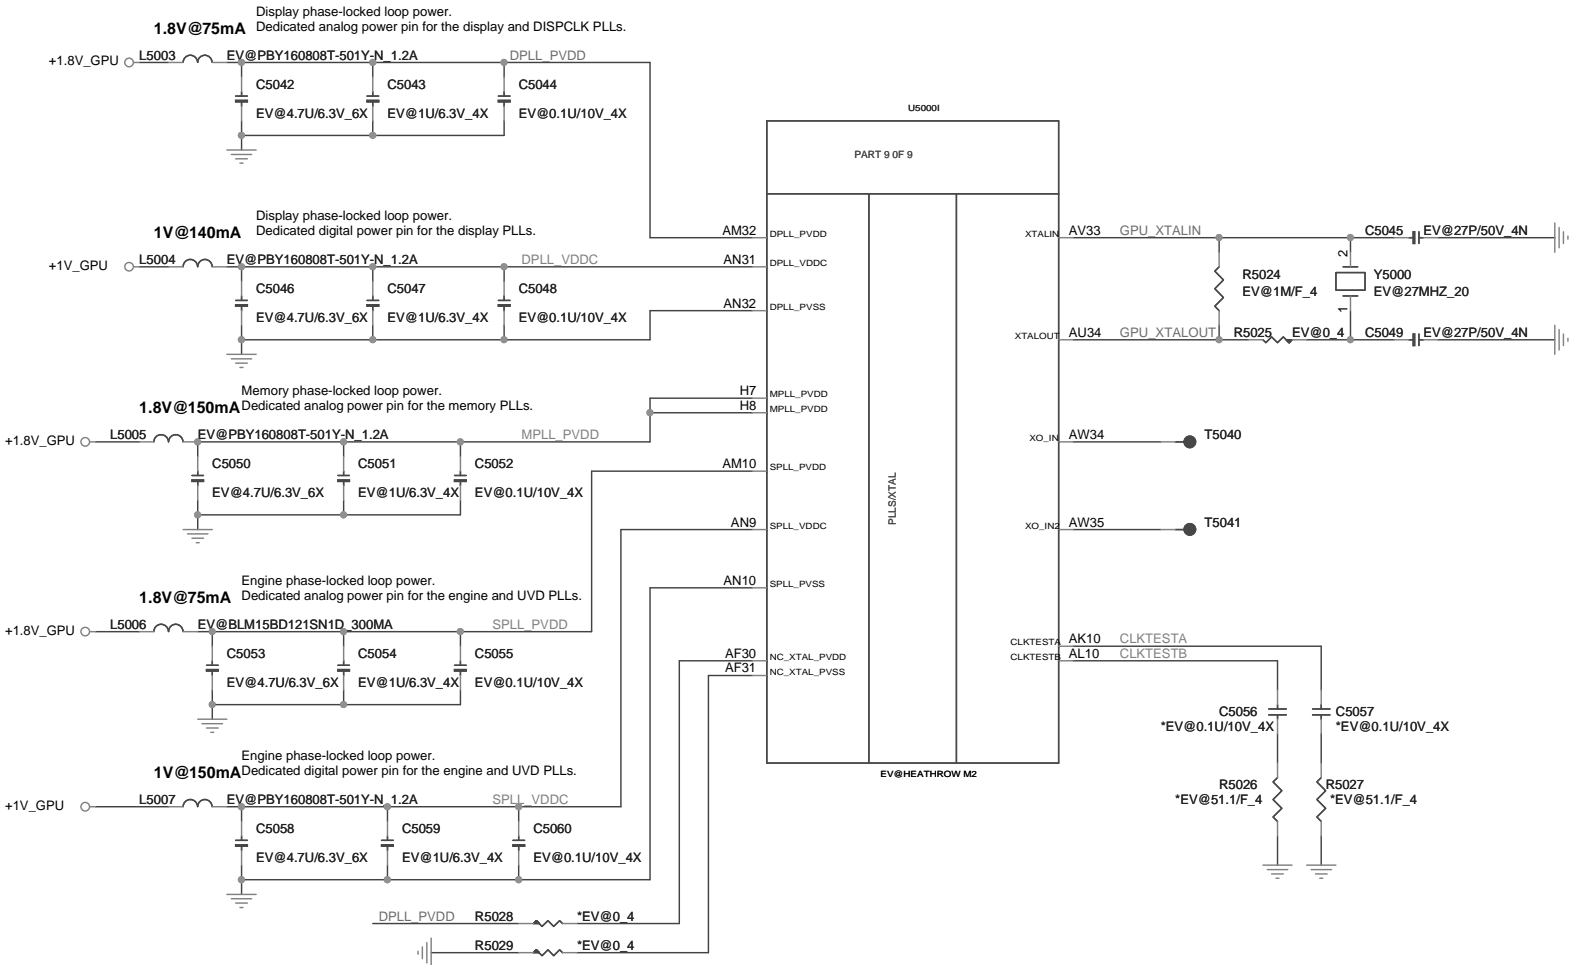 Display phase-locked loop power.
1.8V@75mA Dedicated analog power pin for the display and DISPCLK PLLs.
+1.8V_GPU L5003 EV@PBY160808T-501Y-N_1.2A DPLL_PVDD
C5042 C5043 C5044
EV@4.7U/6.3V_6X EV@1U/6.3V_4X EV@0.1U/10V_4X
U5000I
PART 9 0F 9
Display phase-locked loop power.
1V@140mA Dedicated digital power pin for the display PLLs.
AM32 DPLL_PVDD
+1V_GPU L5004 EV@PBY160808T-501Y-N_1.2A DPLL_VDDC AN31 DPLL_VDDC
C5046 C5047 C5048
EV@4.7U/6.3V_6X EV@1U/6.3V_4X EV@0.1U/10V_4X
AN32 DPLL_PVSS
XTALIN AV33 GPU_XTALIN C5045 EV@27P/50V_4N
2
R5024 Y5000
EV@1M/F_4 EV@27MHZ_20
1
XTALOUT AU34 GPU_XTALOUT R5025 EV@0_4 C5049 EV@27P/50V_4N
Memory phase-locked loop power.
1.8V@150mA Dedicated analog power pin for the memory PLLs.
H7 MPLL_PVDD
H8 MPLL_PVDD
+1.8V_GPU L5005 EV@PBY160808T-501Y-N_1.2A MPLL_PVDD
C5050 C5051 C5052
EV@4.7U/6.3V_6X EV@1U/6.3V_4X EV@0.1U/10V_4X
AM10 SPLL_PVDD
XO_IN AW34 T5040
PLLS/XTAL
AN9 SPLL_VDDC
XO_IN2 AW35 T5041
AN10 SPLL_PVSS
Engine phase-locked loop power.
1.8V@75mA Dedicated analog power pin for the engine and UVD PLLs.
+1.8V_GPU L5006 EV@BLM15BD121SN1D_300MA SPLL_PVDD
C5053 C5054 C5055
EV@4.7U/6.3V_6X EV@1U/6.3V_4X EV@0.1U/10V_4X
AF30 NC_XTAL_PVDD
AF31 NC_XTAL_PVSS
CLKTESTA AK10 CLKTESTA
CLKTESTB AL10 CLKTESTB
C5056 C5057
*EV@0.1U/10V_4X *EV@0.1U/10V_4X
R5026 R5027
*EV@51.1/F_4 *EV@51.1/F_4
EV@HEATHROW M2
Engine phase-locked loop power.
1V@150mA Dedicated digital power pin for the engine and UVD PLLs.
+1V_GPU L5007 EV@PBY160808T-501Y-N_1.2A SPLL_VDDC
C5058 C5059 C5060
EV@4.7U/6.3V_6X EV@1U/6.3V_4X EV@0.1U/10V_4X
DPLL_PVDD R5028 *EV@0_4
R5029 *EV@0_4